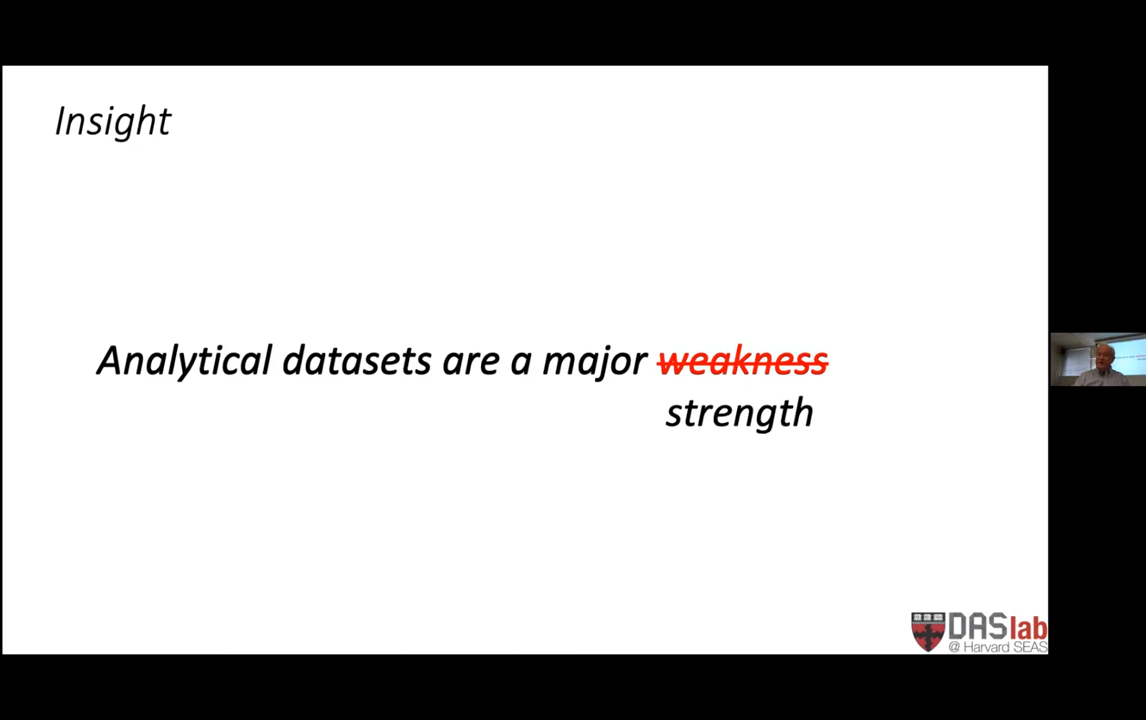 Insight
Analytical datasets are a major weakness
strength
DASlab
@ Harvard SEAS